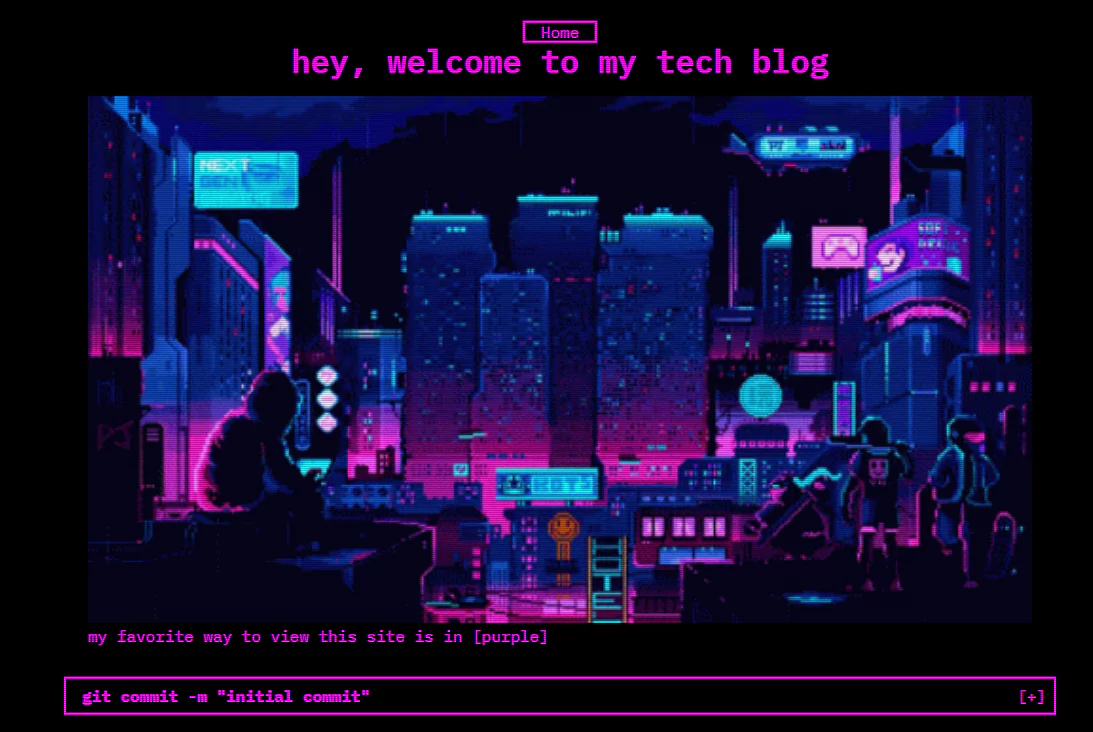 Home
hey, welcome to my tech blog
NEXT
GEN
HOTEL
my favorite way to view this site is in [purple]
git commit -m "initial commit" [+]